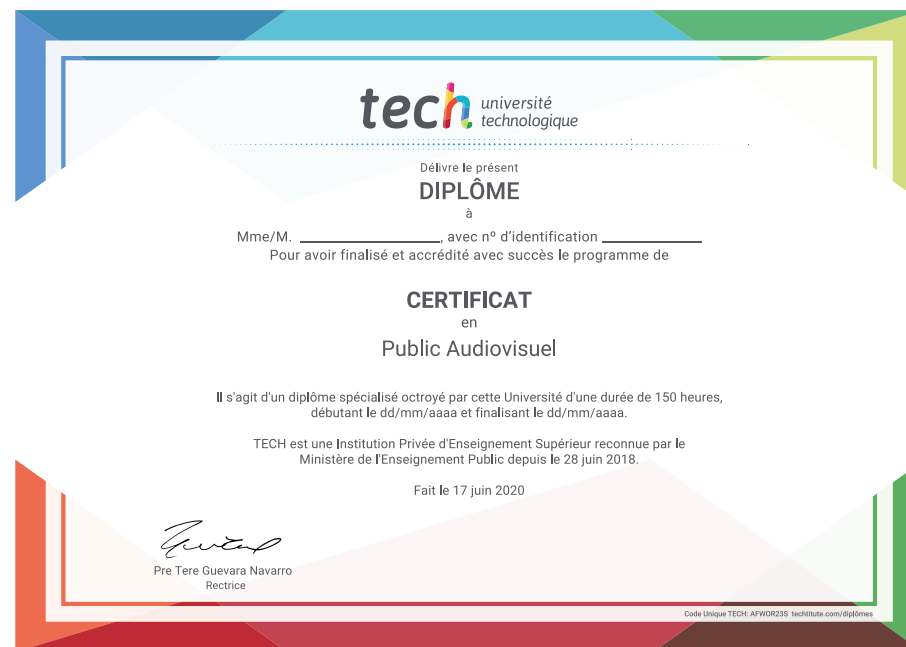 tech université
technologique
Délivre le présent
DIPLÔME
à
Mme/M. ____________________, avec nº d'identification ______________
Pour avoir finalisé et accrédité avec succès le programme de
CERTIFICAT
en
Public Audiovisuel
Il s'agit d'un diplôme spécialisé octroyé par cette Université d'une durée de 150 heures,
débutant le dd/mm/aaaa et finalisant le dd/mm/aaaa.
TECH est une Institution Privée d'Enseignement Supérieur reconnue par le
Ministère de l'Enseignement Public depuis le 28 juin 2018.
Fait le 17 juin 2020
Pre Tere Guevara Navarro
Rectrice
Code Unique TECH: AFWOR23S techtitute.com/diplômes